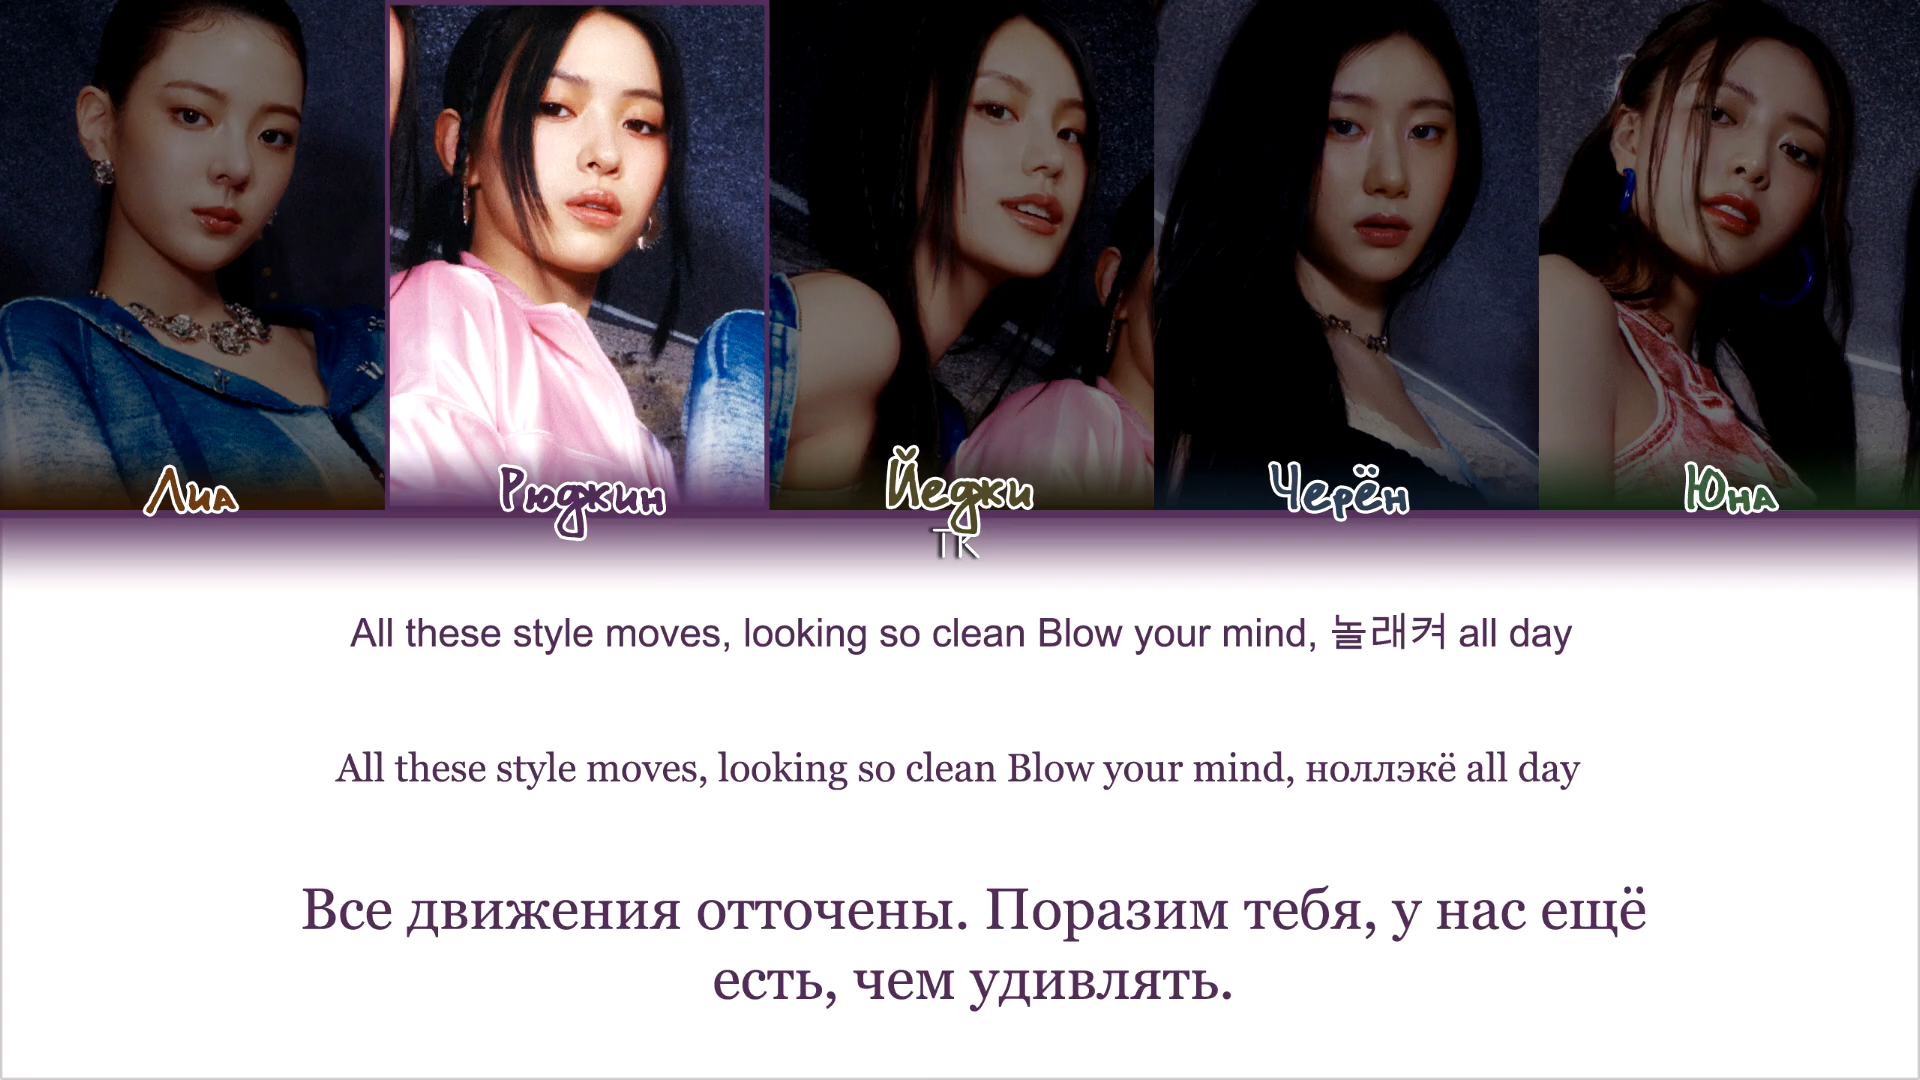 Лиа
Рюджин
Йеджи
Черён
Юна
TK
All these style moves, looking so clean Blow your mind, 놀래켜 all day
All these style moves, looking so clean Blow your mind, ноллэкё all day
Все движения отточены. Поразим тебя, у нас ещё
есть, чем удивлять.